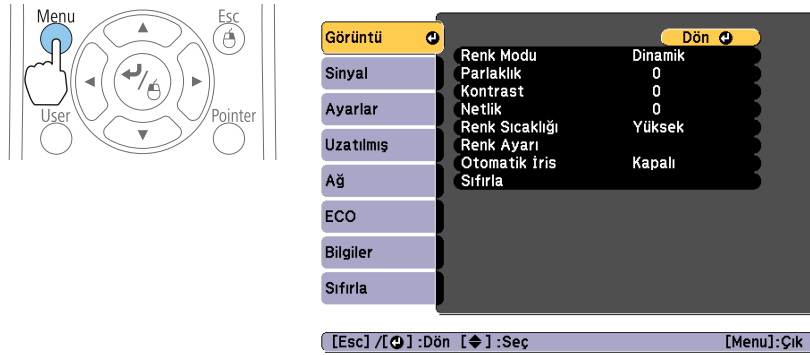 Menu
Esc
User
Pointer
Görüntü
Sinyal
Ayarlar
Uzatılmış
Ağ
ECO
Bilgiler
Sıfırla
Dön
Renk Modu Dinamik
Parlaklık 0
Kontrast 0
Netlik 0
Renk Sıcaklığı Yüksek
Renk Ayarı
Otomatik İris Kapalı
Sıfırla
[Esc] /[ ] :Dön [ ] :Seç [Menu]:Çık